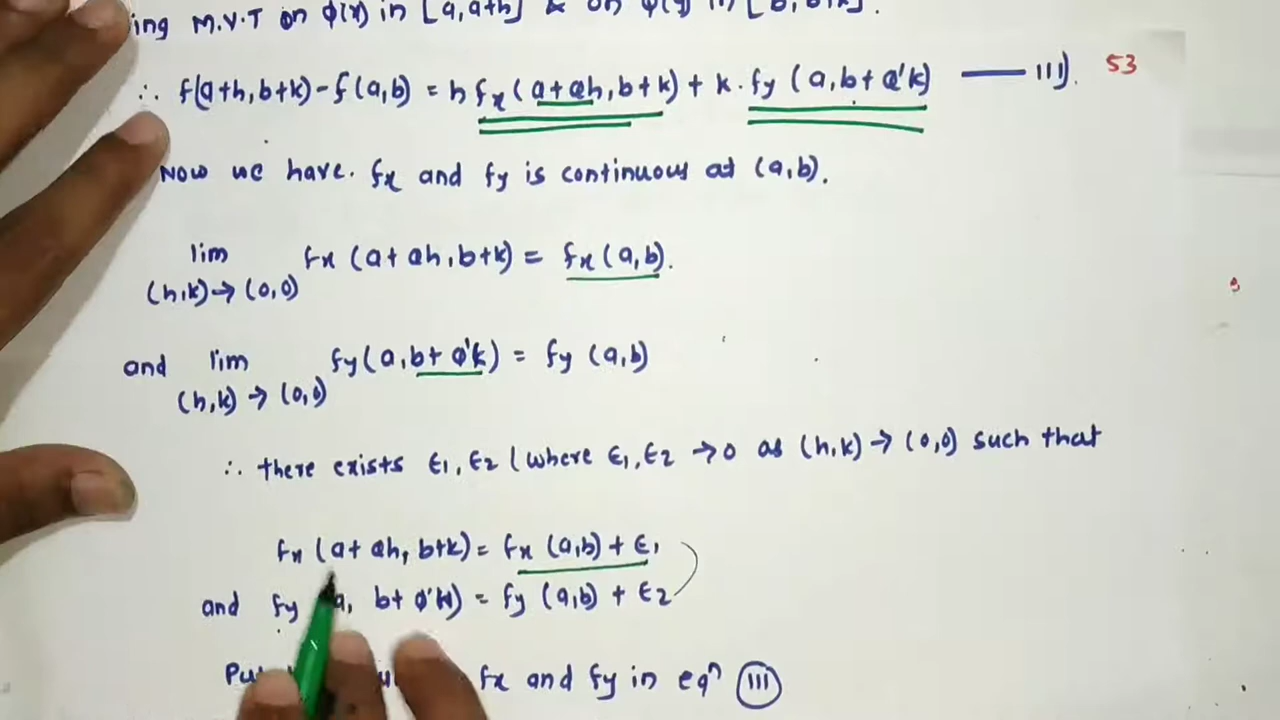 ing M.V.T on φ(x) in [a,a+h] & on ψ(y) in [b,b+k].
∴ f(a+h, b+k) - f(a,b) = h fx (a+θh, b+k) + k. fy (a, b+θ'k) —— III). 53
Now we have. fx and fy is continuous at (a,b).
lim fx (a+θh, b+k) = fx (a,b).
(h,k) → (0,0)
and lim fy (a, b+θ'k) = fy (a,b)
(h,k) → (0,0)
∴ there exists ε1, ε2 (where ε1, ε2 → 0 as (h,k) → (0,0) such that
fx (a+θh, b+k) = fx (a,b) + ε1
and fy a, b+θ'k) = fy (a,b) + ε2
fx and fy in eqn III